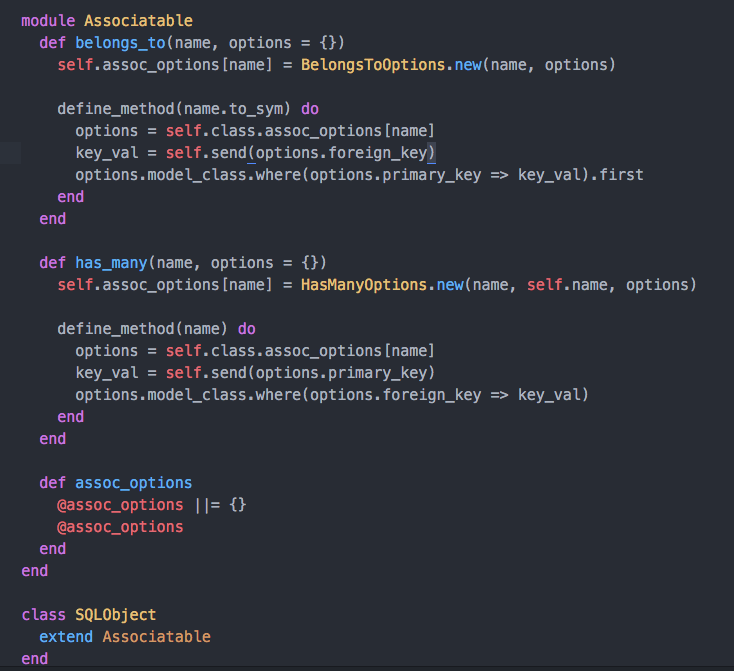 module Associatable
  def belongs_to(name, options = {})
    self.assoc_options[name] = BelongsToOptions.new(name, options)

    define_method(name.to_sym) do
      options = self.class.assoc_options[name]
      key_val = self.send(options.foreign_key)
      options.model_class.where(options.primary_key => key_val).first
    end
  end

  def has_many(name, options = {})
    self.assoc_options[name] = HasManyOptions.new(name, self.name, options)

    define_method(name) do
      options = self.class.assoc_options[name]
      key_val = self.send(options.primary_key)
      options.model_class.where(options.foreign_key => key_val)
    end
  end

  def assoc_options
    @assoc_options ||= {}
    @assoc_options
  end
end

class SQLObject
  extend Associatable
end